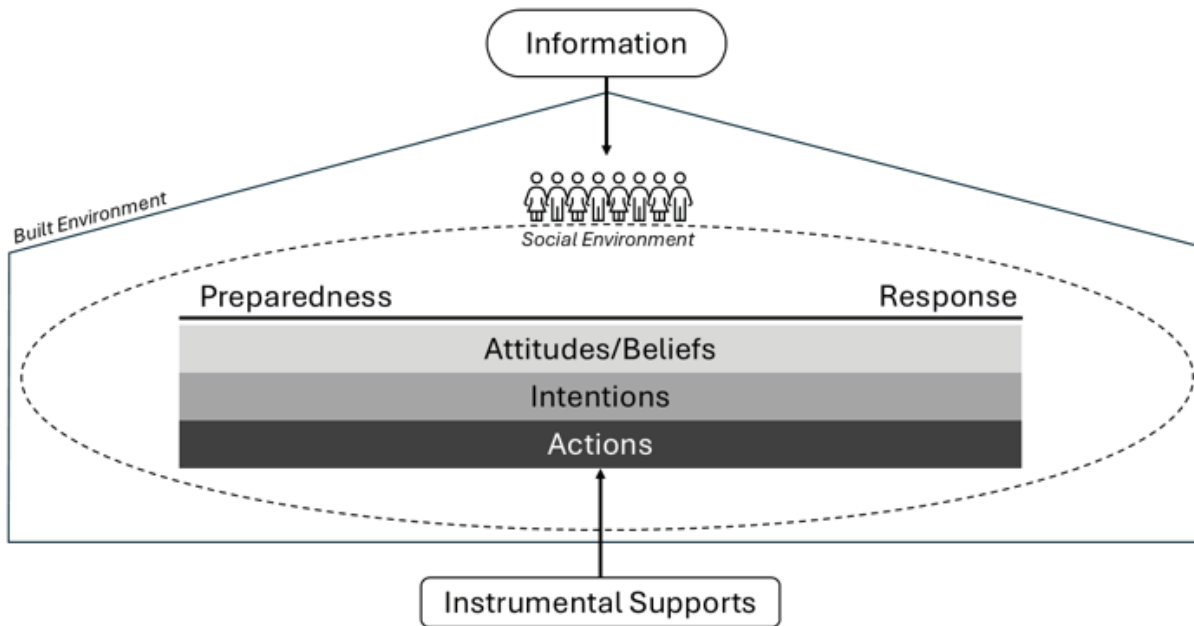 Information
Built Environment
Social Environment
Preparedness
Response
Attitudes/Beliefs
Intentions
Actions
Instrumental Supports